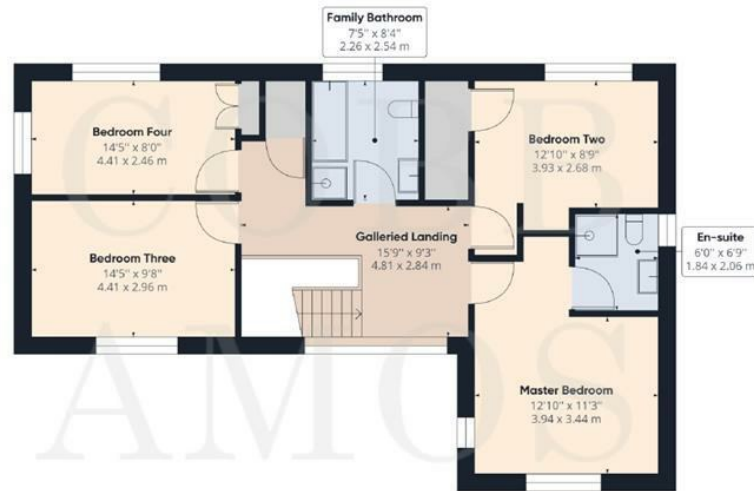 Family Bathroom
7'5" x 8'4"
2.26 x 2.54 m
Bedroom Four
14'5" x 8'0"
4.41 x 2.46 m
Bedroom Two
12'10" x 8'9"
3.93 x 2.68 m
Galleried Landing
15'9" x 9'3"
4.81 x 2.84 m
En-suite
6'0" x 6'9"
1.84 x 2.06 m
Bedroom Three
14'5" x 9'8"
4.41 x 2.96 m
Master Bedroom
12'10" x 11'3"
3.94 x 3.44 m
COBB
AMOS